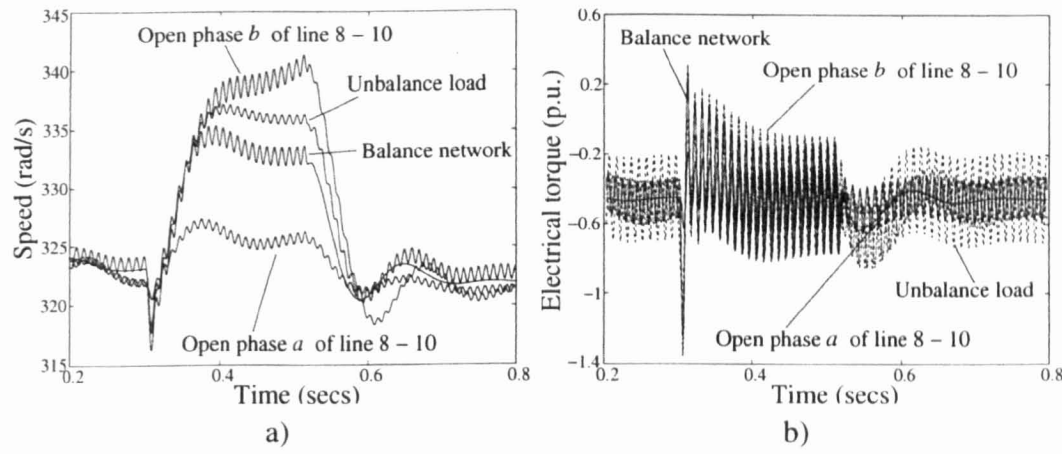 345
340
335
330
325
320
315
0.2
0.4
0.6
0.8
Speed (rad/s)
Time (secs)
Open phase b of line 8 – 10
Unbalance load
Balance network
Open phase a of line 8 – 10
a)
0.6
0.2
−0.2
−0.6
−1
−1.4
0.2
0.4
0.6
0.8
Electrical torque (p.u.)
Time (secs)
Balance network
Open phase b of line 8 – 10
Unbalance load
Open phase a of line 8 – 10
b)